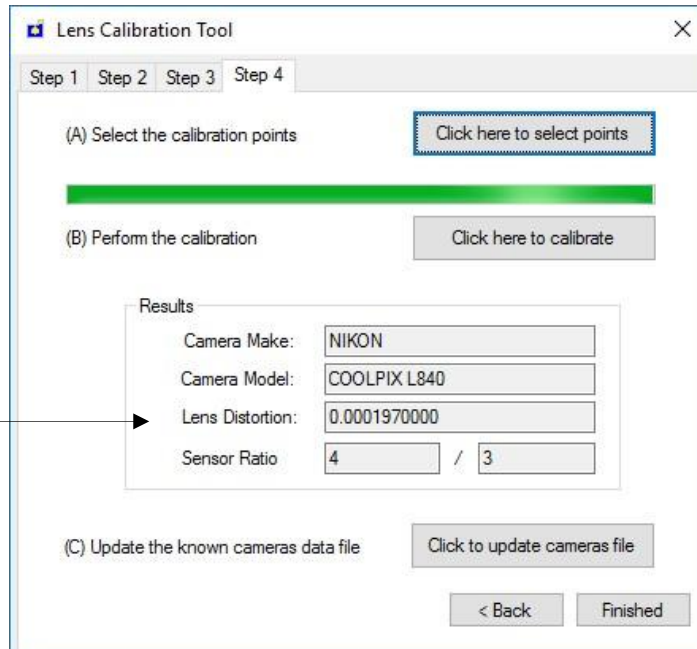 Lens Calibration Tool
Step 1 Step 2 Step 3 Step 4
(A) Select the calibration points Click here to select points
(B) Perform the calibration Click here to calibrate
Results
Camera Make: NIKON
Camera Model: COOLPIX L840
Lens Distortion: 0.0001970000
Sensor Ratio 4 / 3
(C) Update the known cameras data file Click to update cameras file
< Back Finished